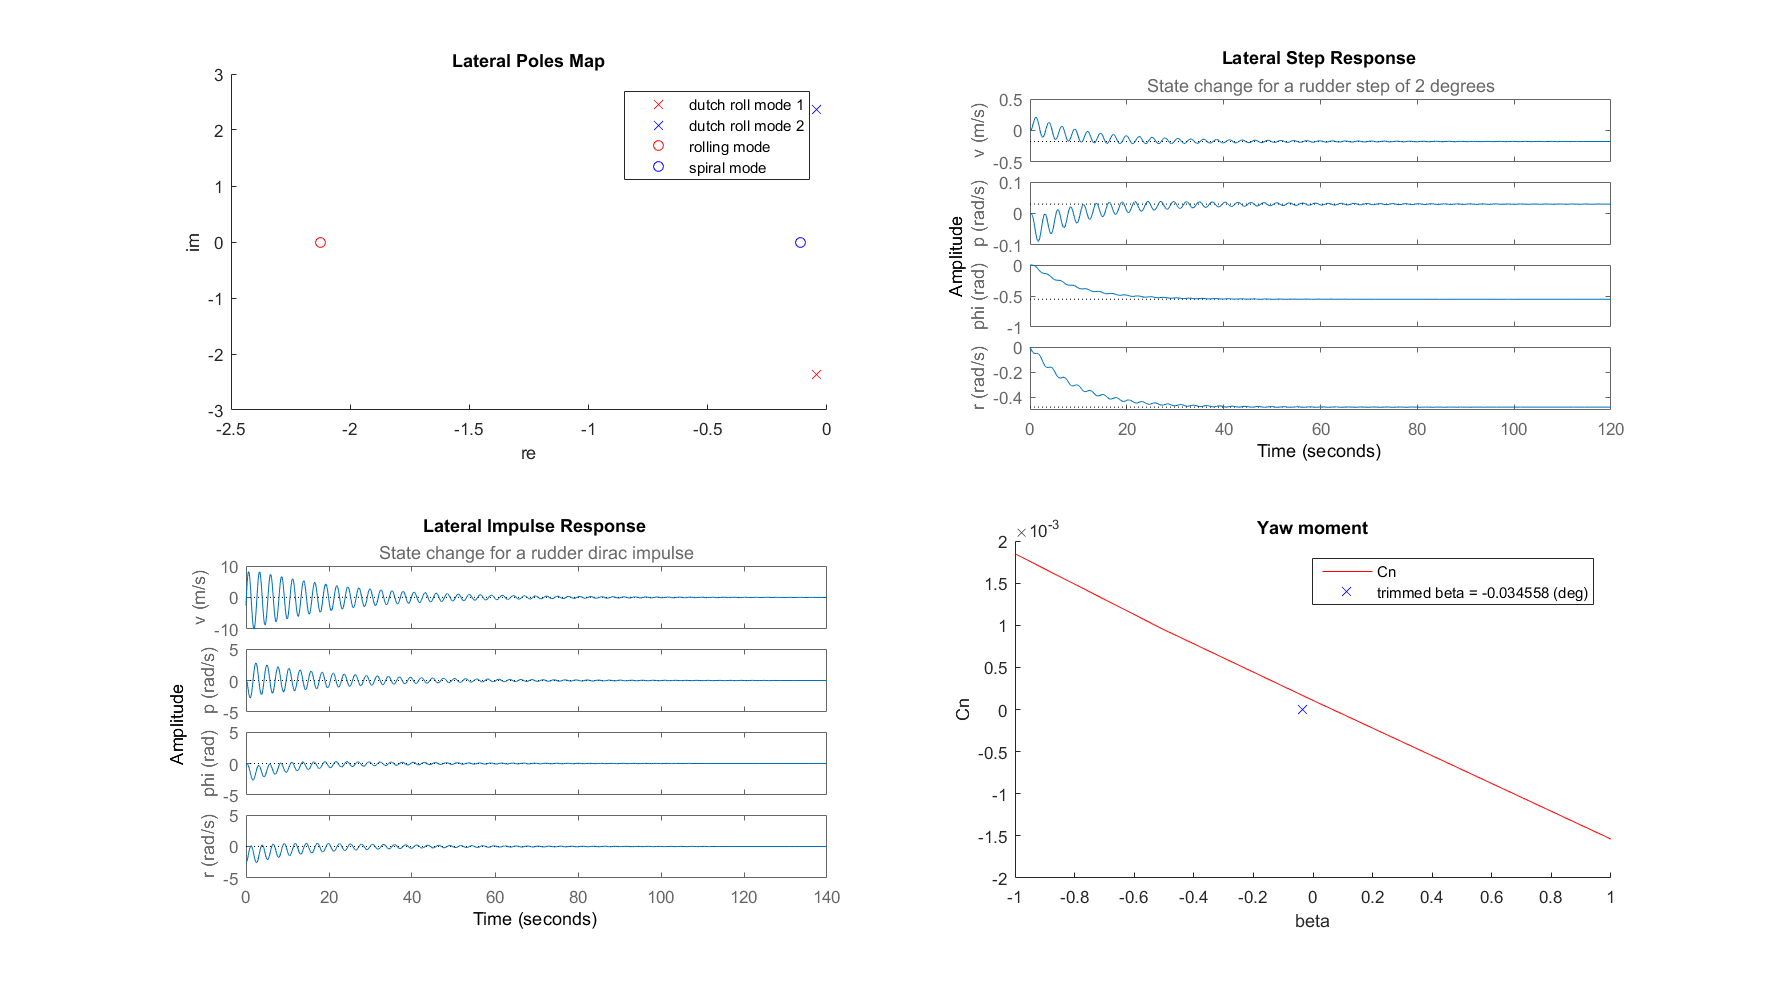 Lateral Poles Map
3
2
1
0
-1
-2
-3
im
-2.5
-2
-1.5
-1
-0.5
0
re
dutch roll mode 1
dutch roll mode 2
rolling mode
spiral mode
Lateral Step Response
State change for a rudder step of 2 degrees
Amplitude
v (m/s)
0.5
0
-0.5
p (rad/s)
0.1
0
-0.1
phi (rad)
0
-0.5
-1
r (rad/s)
0
-0.2
-0.4
0
20
40
60
80
100
120
Time (seconds)
Lateral Impulse Response
State change for a rudder dirac impulse
Amplitude
v (m/s)
10
0
-10
p (rad/s)
5
0
-5
phi (rad)
5
0
-5
r (rad/s)
5
0
-5
0
20
40
60
80
100
120
140
Time (seconds)
Yaw moment
×10-3
2
1.5
1
0.5
0
-0.5
-1
-1.5
-2
Cn
-1
-0.8
-0.6
-0.4
-0.2
0
0.2
0.4
0.6
0.8
1
beta
Cn
trimmed beta = -0.034558 (deg)